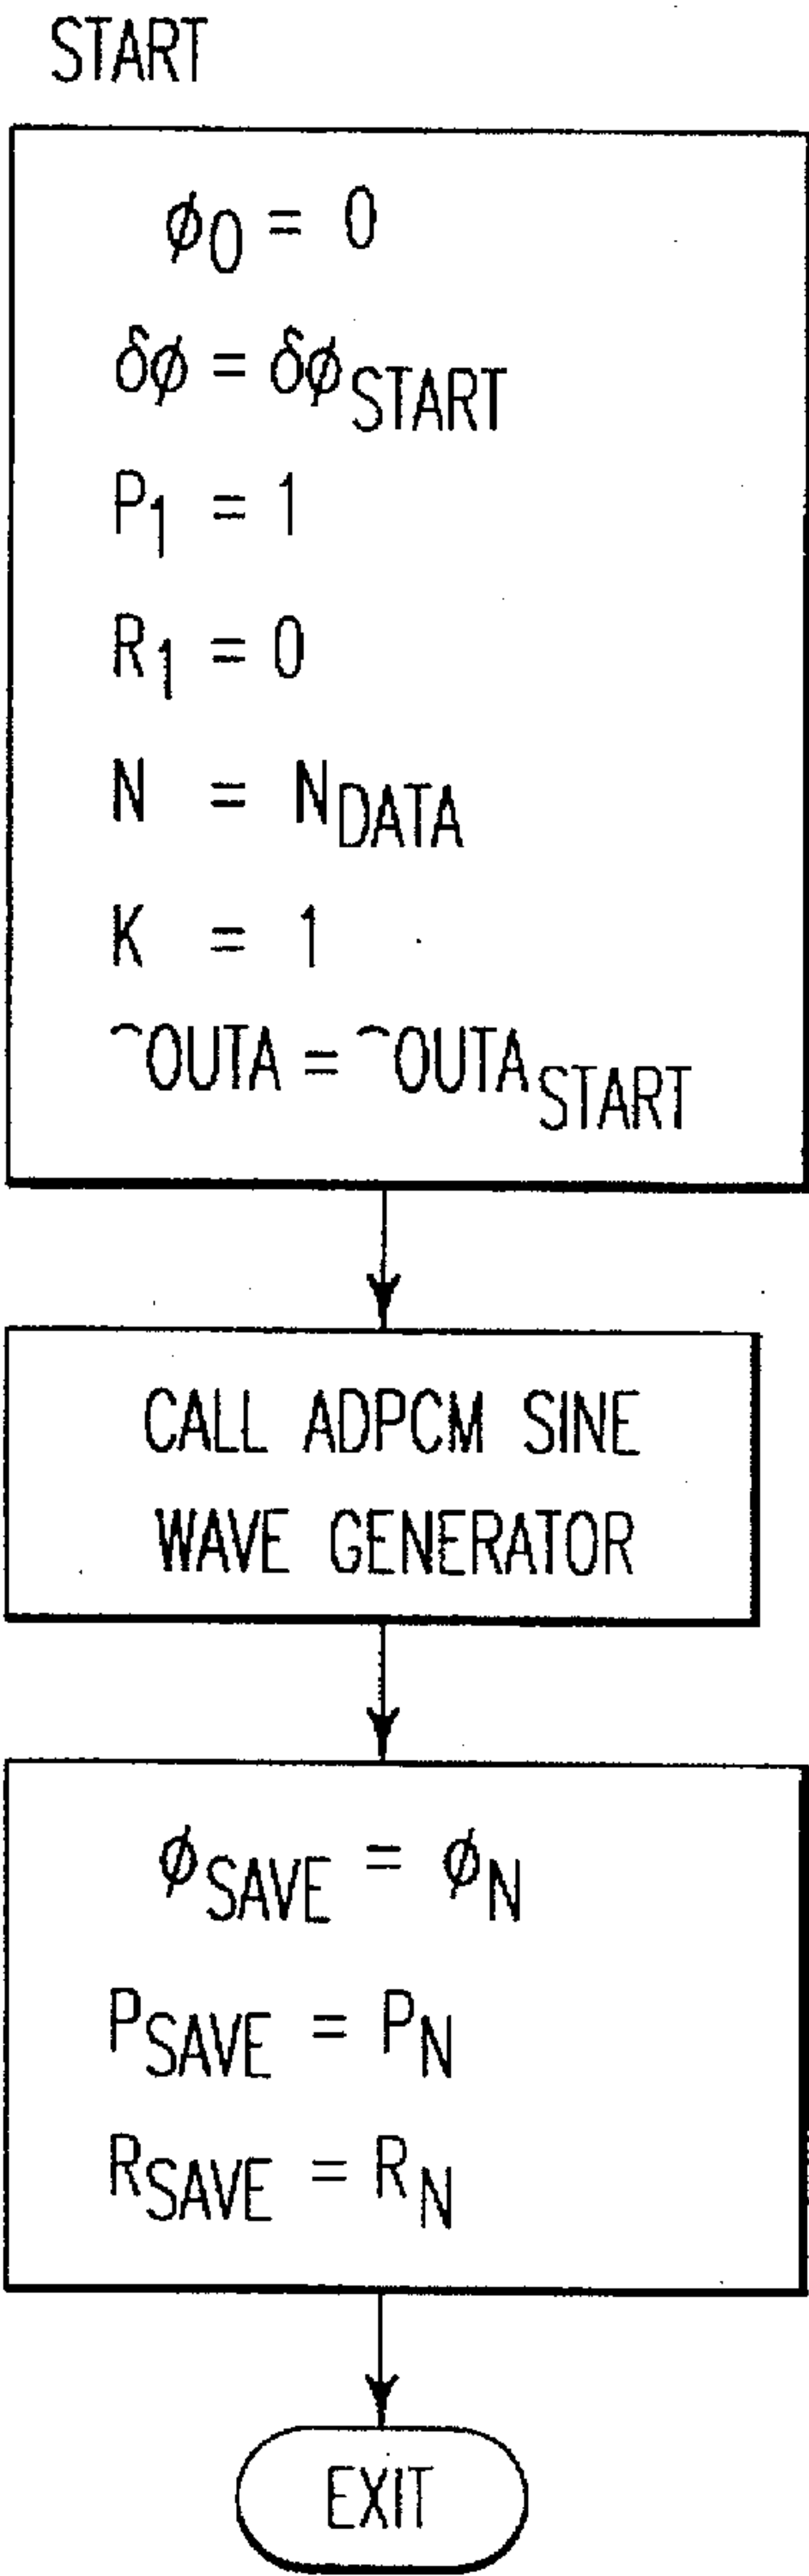 START
ϕ0 = 0
δϕ = δϕSTART
P1 = 1
R1 = 0
N = NDATA
K = 1
⌢OUTA = ⌢OUTASTART
CALL ADPCM SINE
WAVE GENERATOR
ϕSAVE = ϕN
PSAVE = PN
RSAVE = RN
EXIT